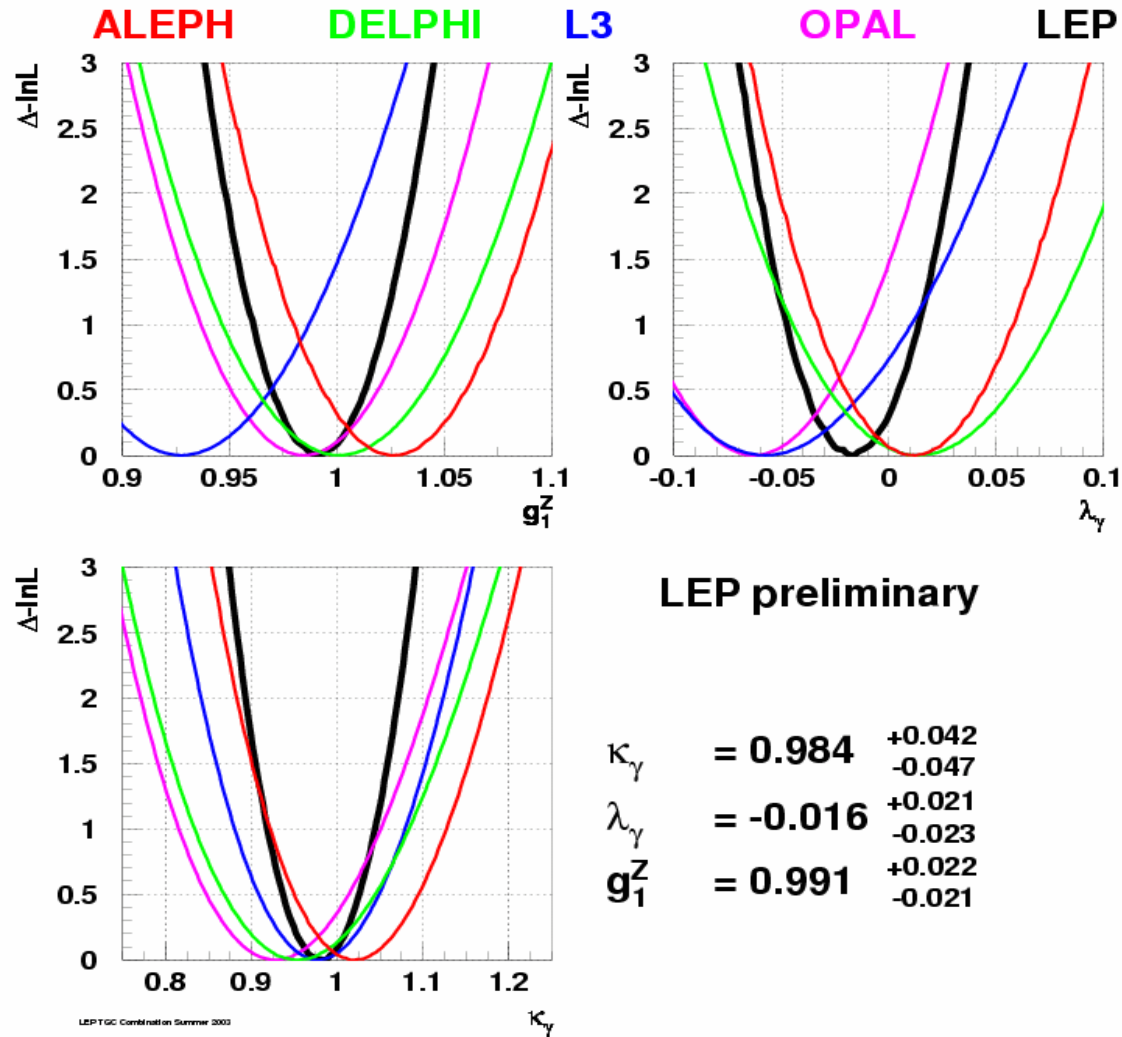 ALEPH DELPHI L3 OPAL LEP
Δ-lnL
3
2.5
2
1.5
1
0.5
0
0.9 0.95 1 1.05 1.1
g₁ᶻ
Δ-lnL
3
2.5
2
1.5
1
0.5
0
-0.1 -0.05 0 0.05 0.1
λγ
Δ-lnL
3
2.5
2
1.5
1
0.5
0
0.8 0.9 1 1.1 1.2
κγ
LEP preliminary
κγ = 0.984 +0.042 -0.047
λγ = -0.016 +0.021 -0.023
g₁ᶻ = 0.991 +0.022 -0.021
LEP TGC Combination Summer 2003